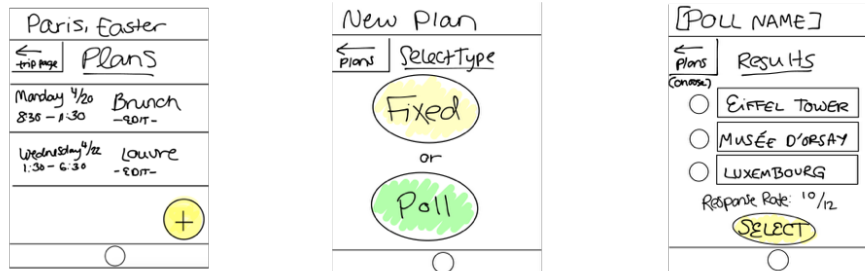 Paris, Easter
← trip page
Plans
Monday 4/20 Brunch
8:30 – 11:30 -EDIT-
Wednesday 4/22 Louvre
1:30 – 6:30 -EDIT-
+
New Plan
← Plans
Select Type
Fixed
or
Poll
[POLL NAME]
← Plans
Results
(choose)
EIFFEL TOWER
MUSÉE D'ORSAY
LUXEMBOURG
Response Rate: 10/12
SELECT